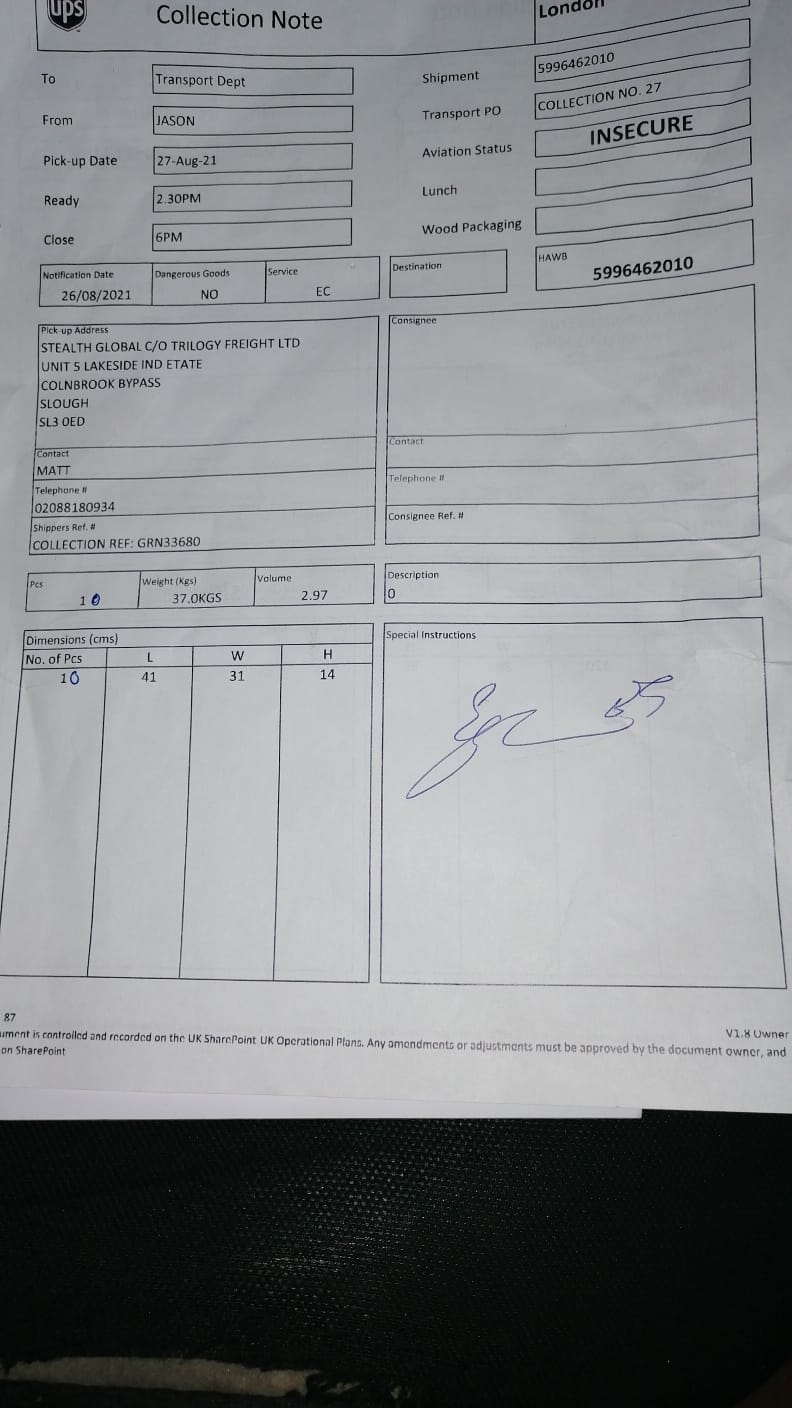 ups
Collection Note
London
To
Transport Dept
From
JASON
Pick-up Date
27-Aug-21
Ready
2.30PM
Close
6PM
Shipment
5996462010
Transport PO
COLLECTION NO. 27
Aviation Status
INSECURE
Lunch
Wood Packaging
Notification Date
26/08/2021
Dangerous Goods
NO
Service
EC
Destination
HAWB
5996462010
Pick-up Address
STEALTH GLOBAL C/O TRILOGY FREIGHT LTD
UNIT 5 LAKESIDE IND ETATE
COLNBROOK BYPASS
SLOUGH
SL3 0ED
Contact
MATT
Telephone #
02088180934
Shippers Ref. #
COLLECTION REF: GRN33680
Consignee
Contact
Telephone #
Consignee Ref. #
Pcs
10
Weight (Kgs)
37.0KGS
Volume
2.97
Description
0
Dimensions (cms)
No. of Pcs L W H
10 41 31 14
Special Instructions
87
V1.8 Owner
ument is controlled and recorded on the UK SharePoint UK Operational Plans. Any amendments or adjustments must be approved by the document owner, and
on SharePoint